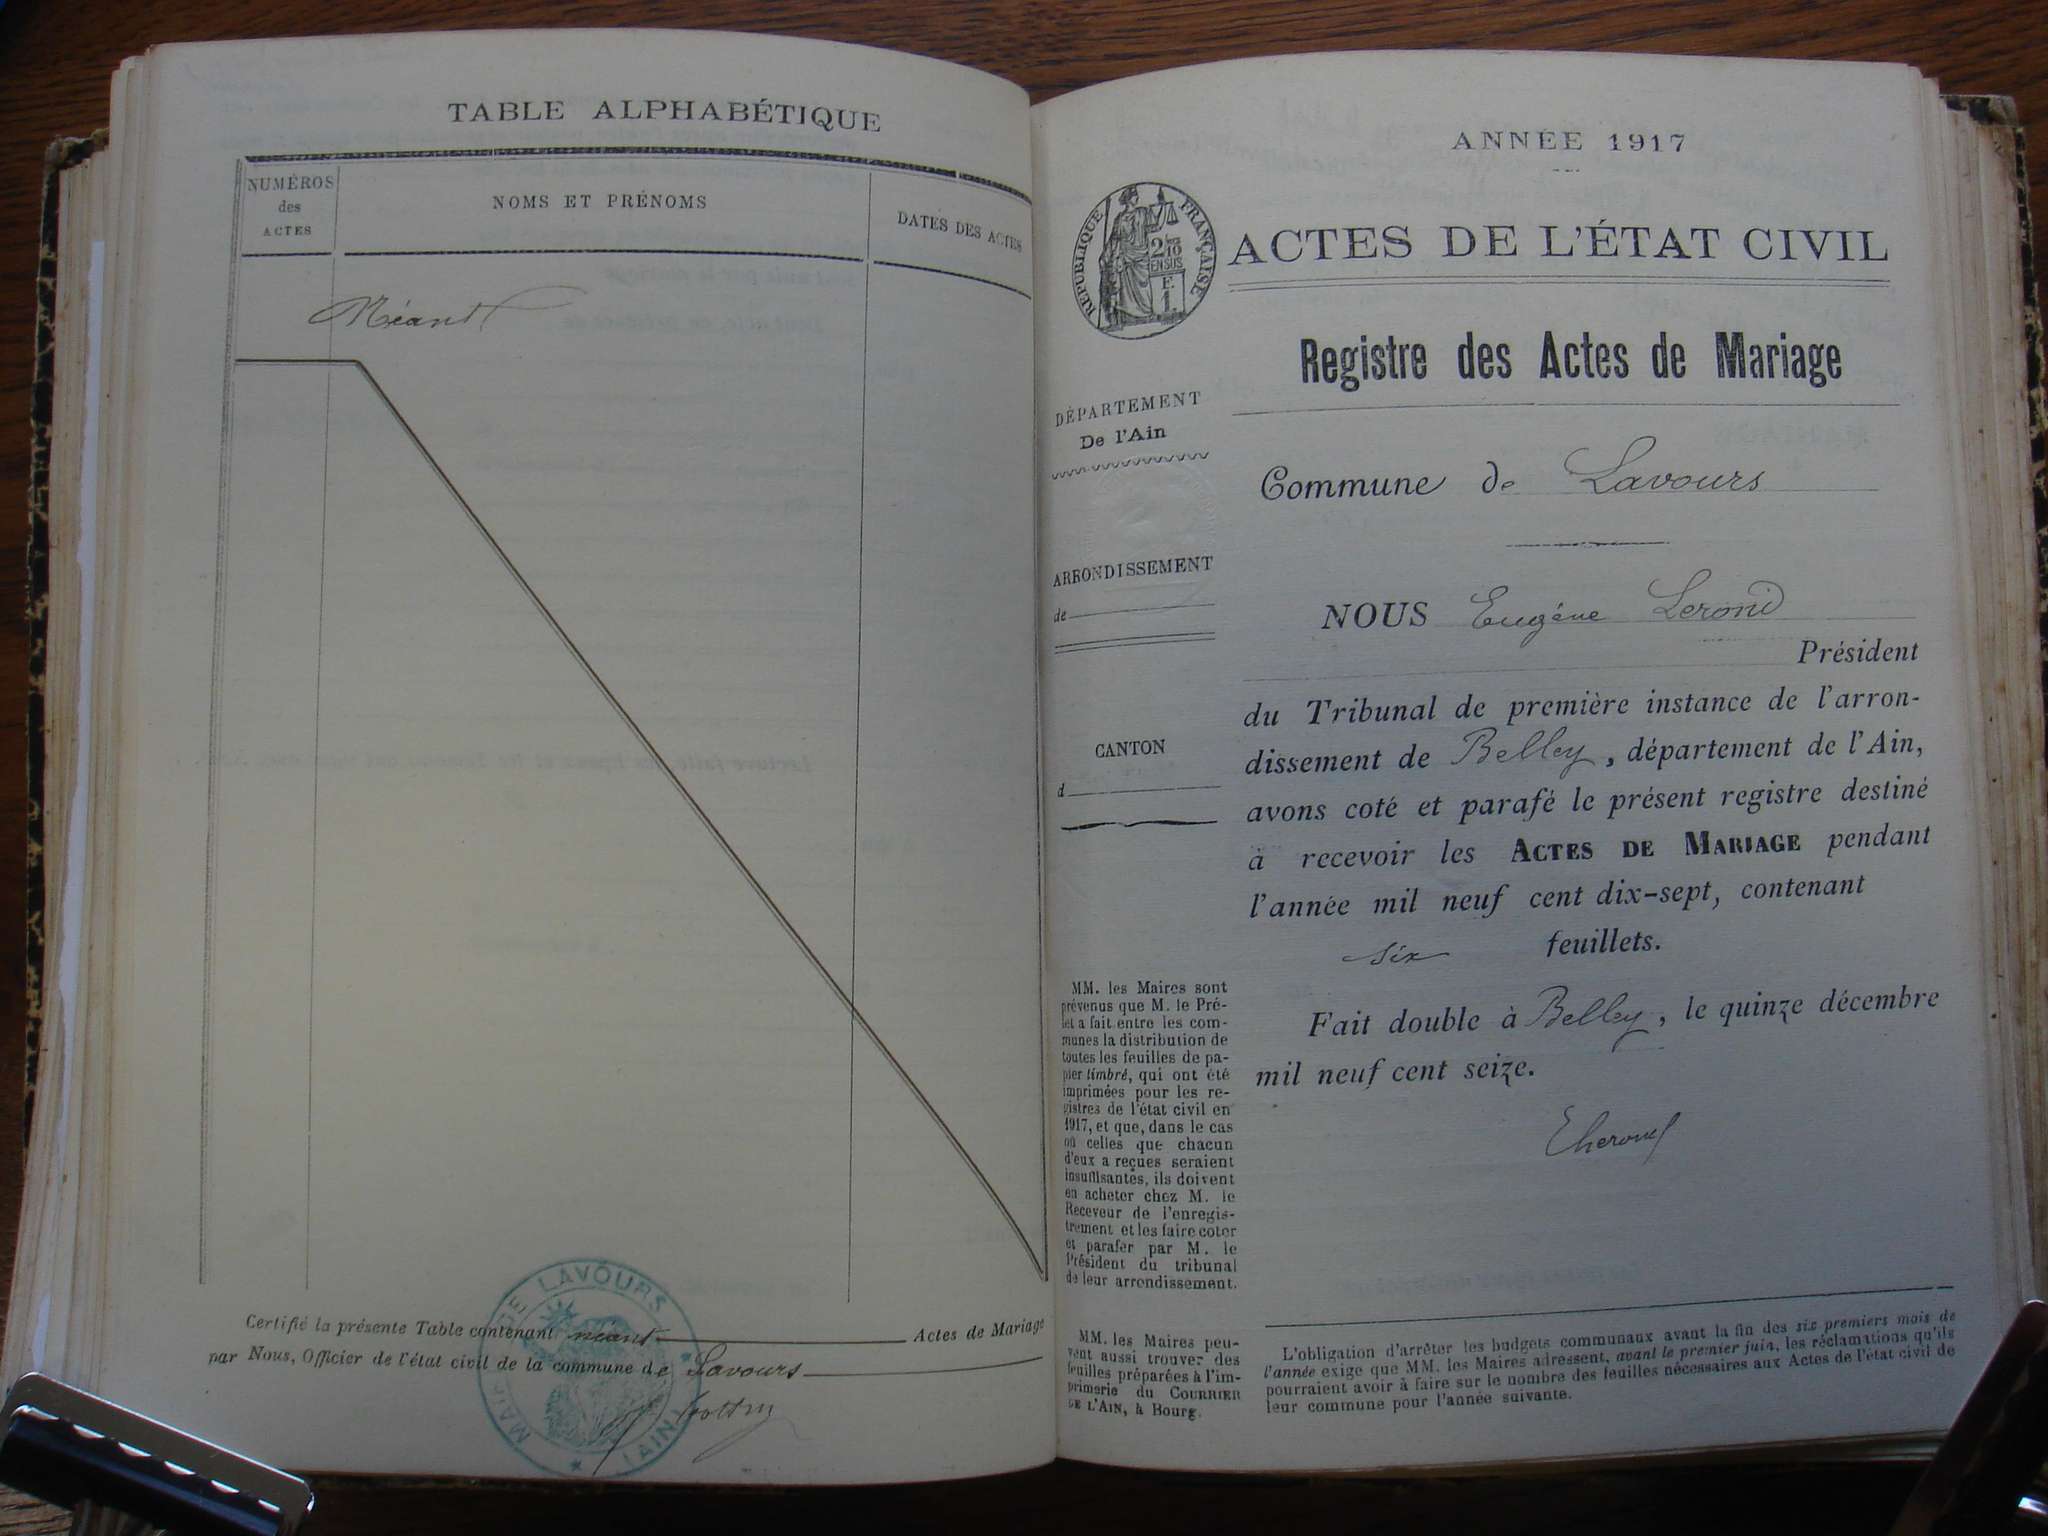 TABLE ALPHABÉTIQUE
NUMÉROS
des
ACTES
NOMS ET PRÉNOMS
DATES DES ACTES
Néant
Certifié la présente Table contenant néant Actes de Mariage
par Nous, Officier de l'état civil de la commune de Lavours
MAIRIE DE LAVOURS
* (AIN) *
ANNÉE 1917
RÉPUBLIQUE FRANÇAISE
2/10
EN SUS
E.
1.
ACTES DE L'ÉTAT CIVIL
Registre des Actes de Mariage
DÉPARTEMENT
De l'Ain
Commune de Lavours
ARRONDISSEMENT
de
NOUS Eugène Lerond
Président
du Tribunal de première instance de l'arron-
dissement de Belley, département de l'Ain,
CANTON
d
avons coté et parafé le présent registre destiné
à recevoir les ACTES DE MARIAGE pendant
l'année mil neuf cent dix-sept, contenant
six feuillets.
Fait double à Belley, le quinze décembre
mil neuf cent seize.
MM. les Maires sont
prévenus que M. le Pré-
fet a fait entre les com-
munes la distribution de
toutes les feuilles de pa-
pier timbré, qui ont été
imprimées pour les re-
gistres de l'état civil en
1917, et que, dans le cas
où celles que chacun
d'eux a reçues seraient
insuffisantes, ils doivent
en acheter chez M. le
Receveur de l'enregis-
trement et les faire coter
et parafer par M. le
Président du tribunal
de leur arrondissement.
MM. les Maires peu-
vent aussi trouver des
feuilles préparées à l'im-
primerie du COURRIER
DE L'AIN, à Bourg.
L'obligation d'arrêter les budgets communaux avant la fin des six premiers mois de
l'année exige que MM. les Maires adressent, avant le premier juin, les réclamations qu'ils
pourraient avoir à faire sur le nombre des feuilles nécessaires aux Actes de l'état civil de
leur commune pour l'année suivante.